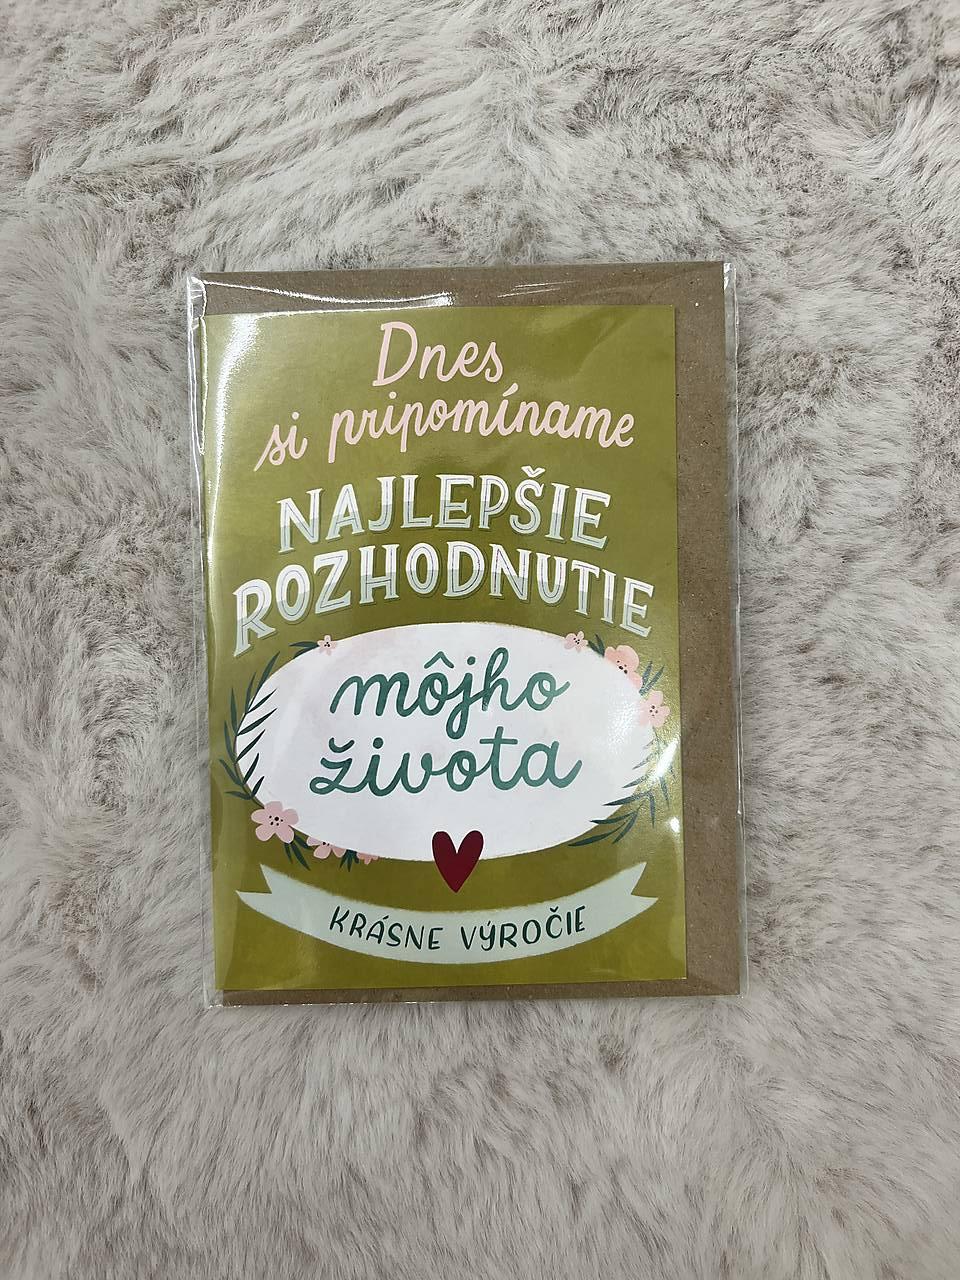 Dnes
si pripomíname
NAJLEPŠIE
ROZHODNUTIE
môjho
života
KRÁSNE VÝROČIE